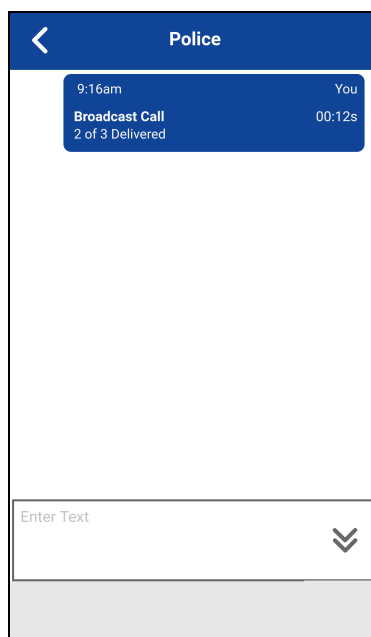 Police
9:16am You
Broadcast Call 00:12s
2 of 3 Delivered
Enter Text